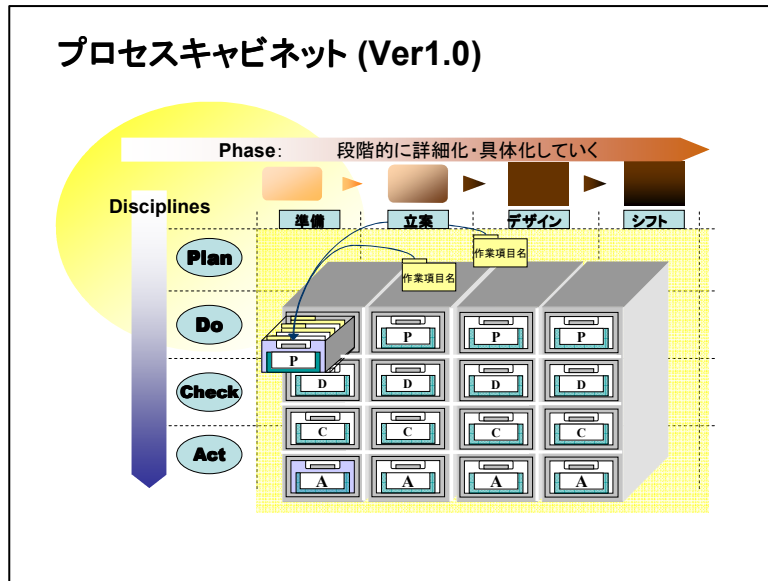 プロセスキャビネット (Ver1.0)
Phase: 段階的に詳細化・具体化していく
Disciplines
準備 立案 デザイン シフト
Plan
作業項目名
作業項目名
Do
P P P P
Check
D D D D
C C C C
Act
A A A A